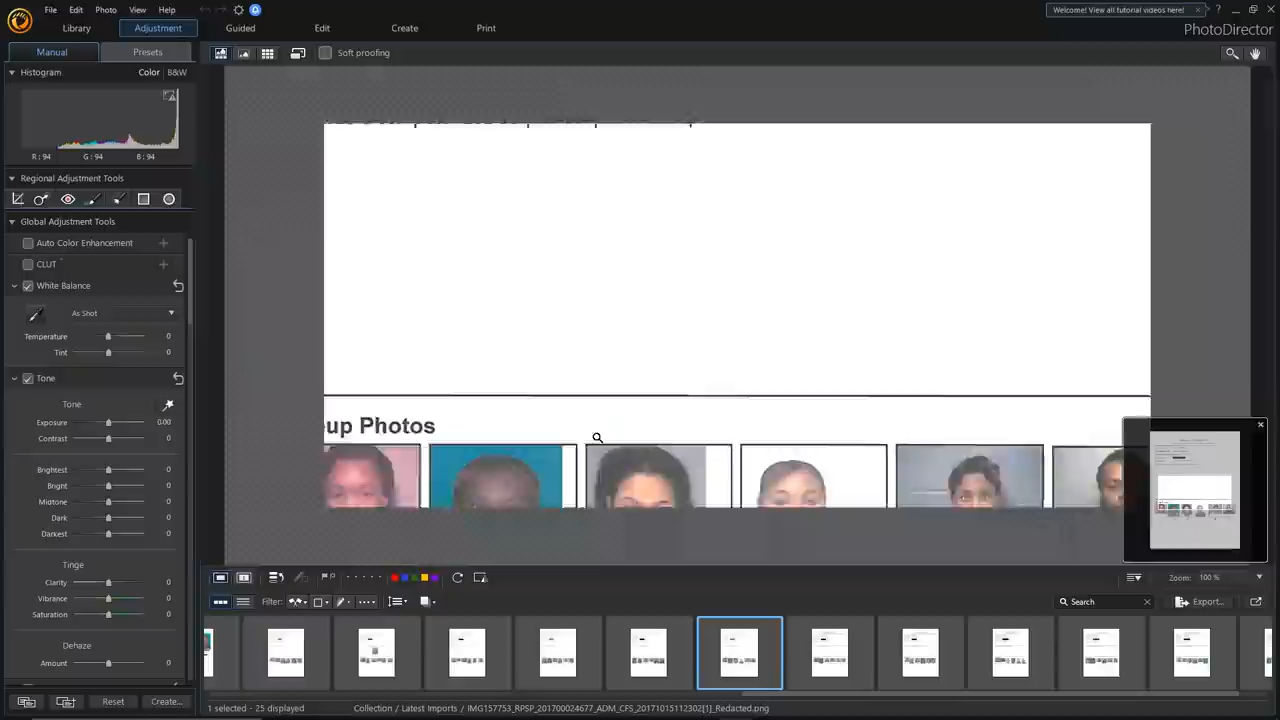 File Edit Photo View Help
Welcome! View all tutorial videos here!
Library Adjustment Guided Edit Create Print
PhotoDirector
Manual Presets
Soft proofing
Histogram Color | B&W
R : 94 G : 94 B : 94
Regional Adjustment Tools
Global Adjustment Tools
Auto Color Enhancement
CLUT
White Balance
As Shot
Temperature 0
Tint 0
Tone
Tone
Exposure 0.00
Contrast 0
Brightest 0
Bright 0
Midtone 0
Dark 0
Darkest 0
Tinge
Clarity 0
Vibrance 0
Saturation 0
Dehaze
Amount 0
Reset Create...
up Photos
Zoom: 100 %
Filter:
Search
Export...
1 selected - 25 displayed
Collection / Latest Imports / IMG157753_RPSP_201700024677_ADM_CFS_20171015112302[1]_Redacted.png